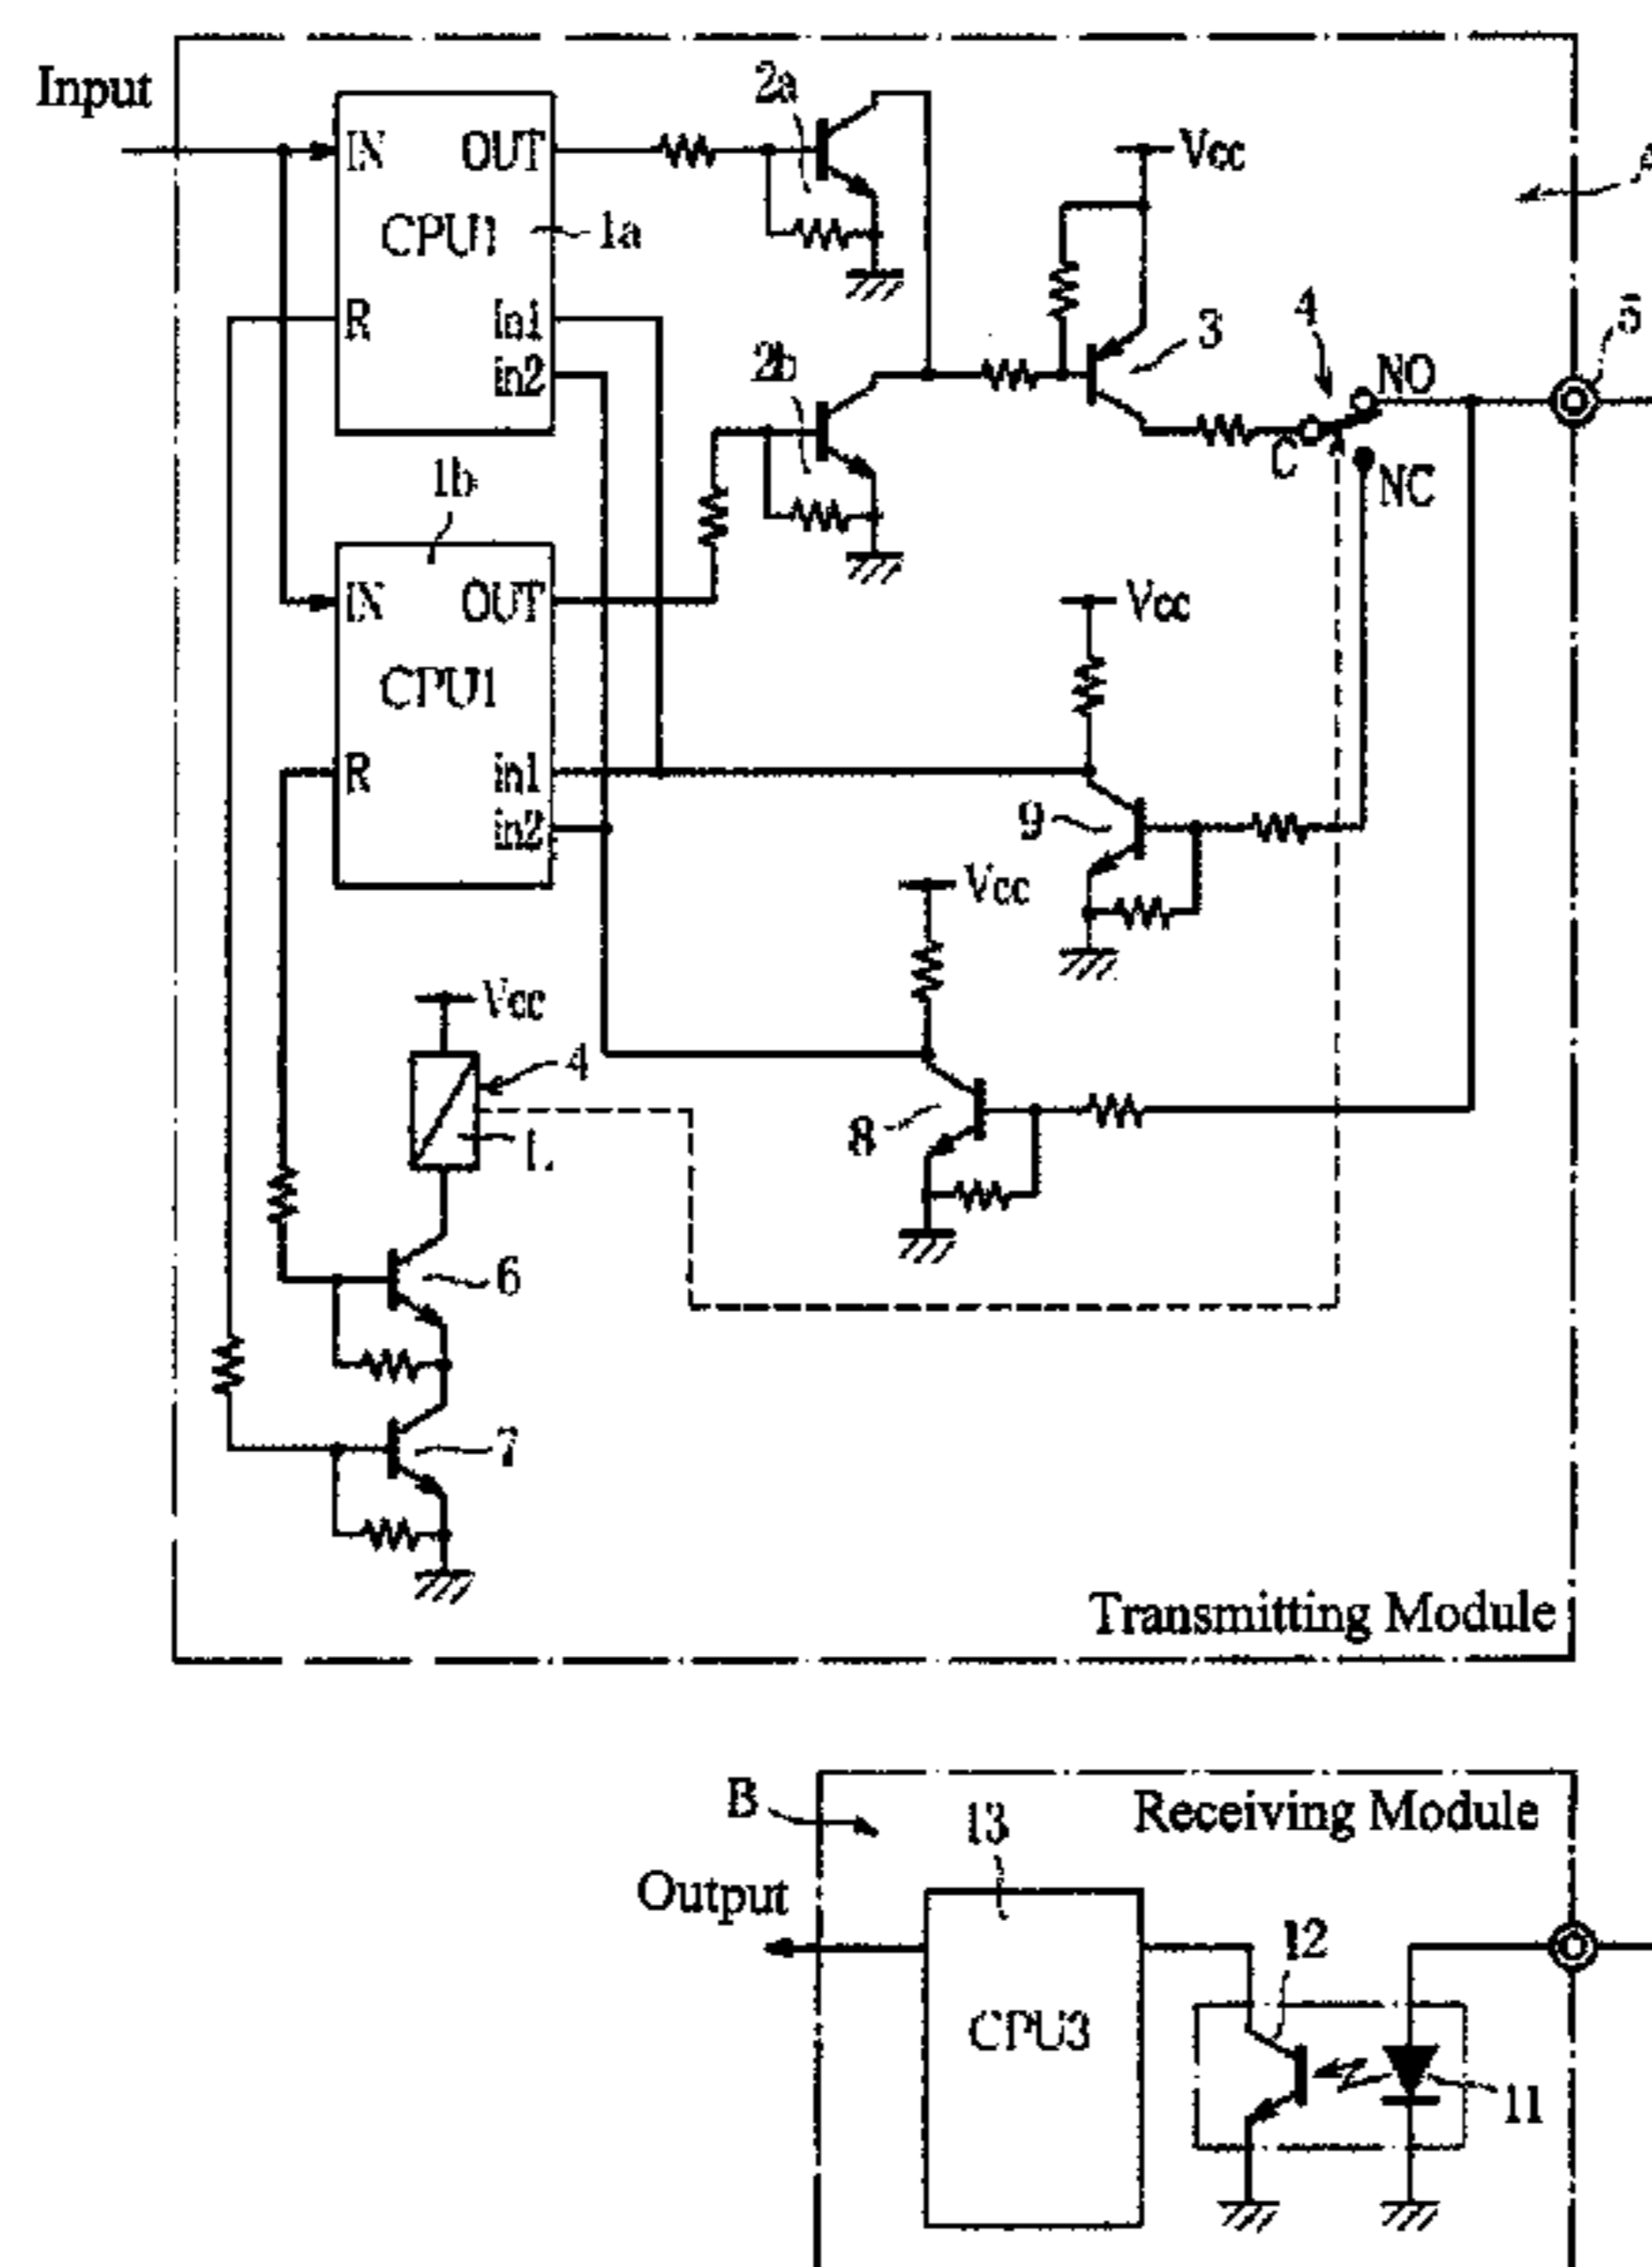 Input
2a
IN
OUT
Vcc
CPU1
1a
R
in1
in2
3
4
NO
5
2b
C
NC
1b
IN
OUT
Vcc
CPU1
R
in1
in2
9
Vcc
Vcc
4
L
8
6
7
Transmitting Module
B
13
Receiving Module
Output
12
CPU3
11